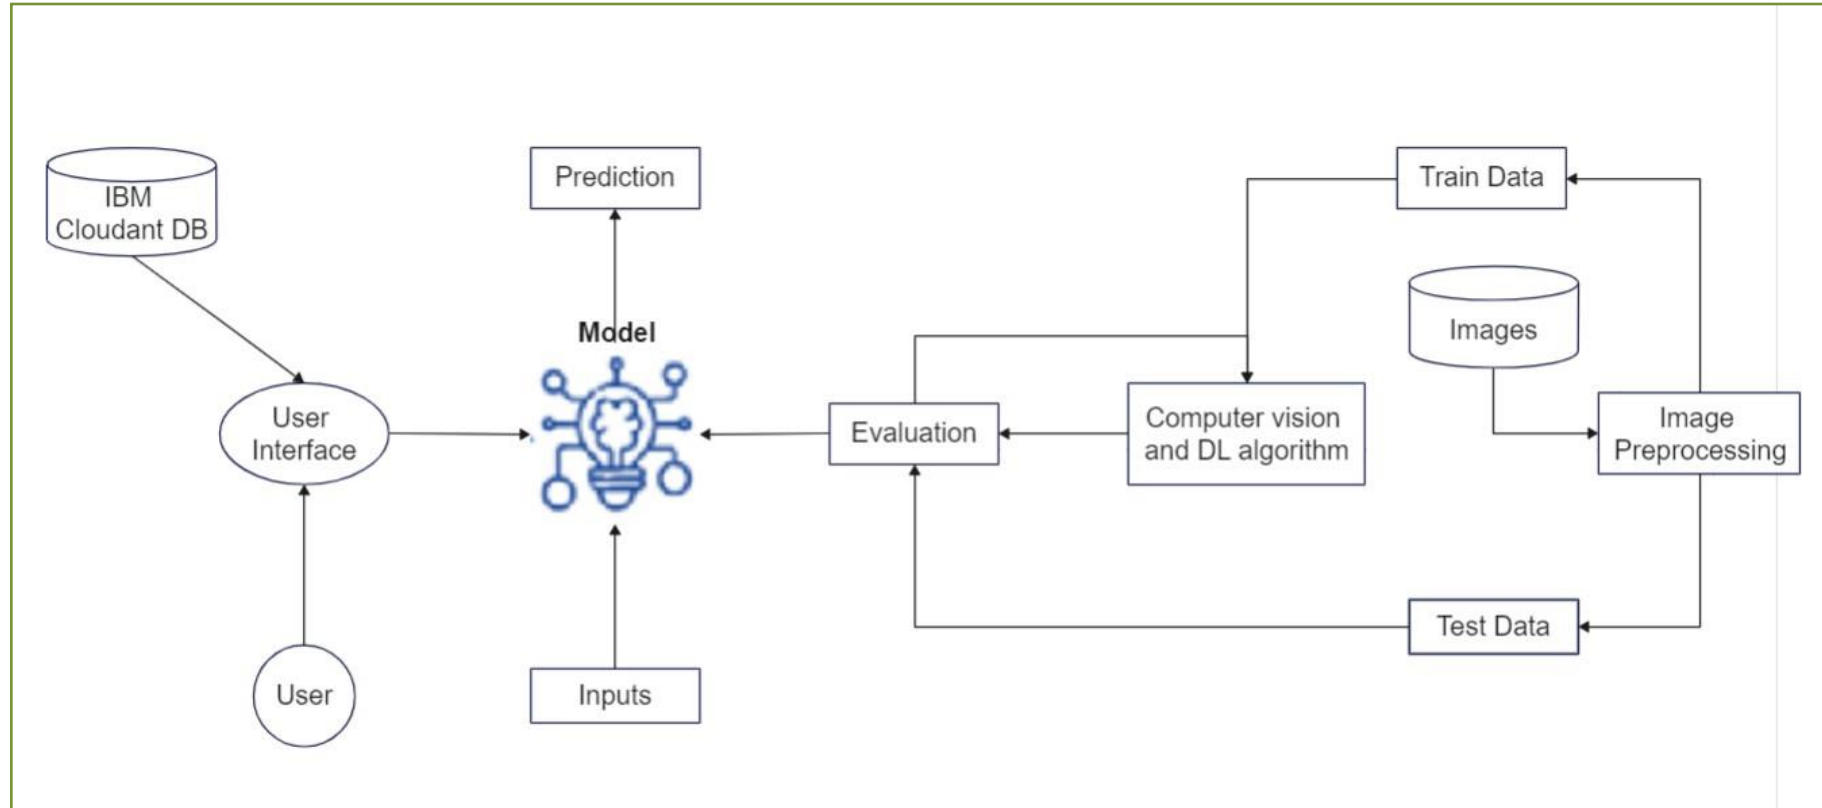 IBM
Cloudant DB
Prediction
Train Data
Model
Images
User
Interface
Evaluation
Computer vision
and DL algorithm
Image
Preprocessing
Test Data
User
Inputs